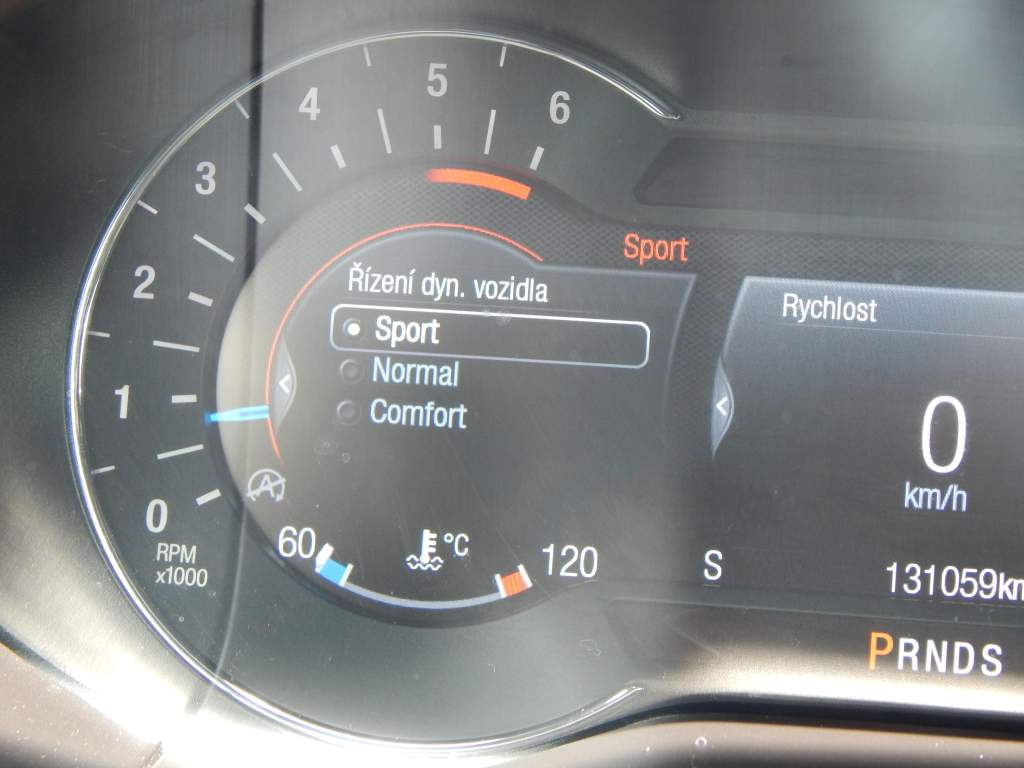 5
4
6
3
Sport
Řízení dyn. vozidla
2
Rychlost
Sport
Normal
1
0
Comfort
km/h
A
0
60
°C
120
S
RPM
x1000
131059km
PRNDS